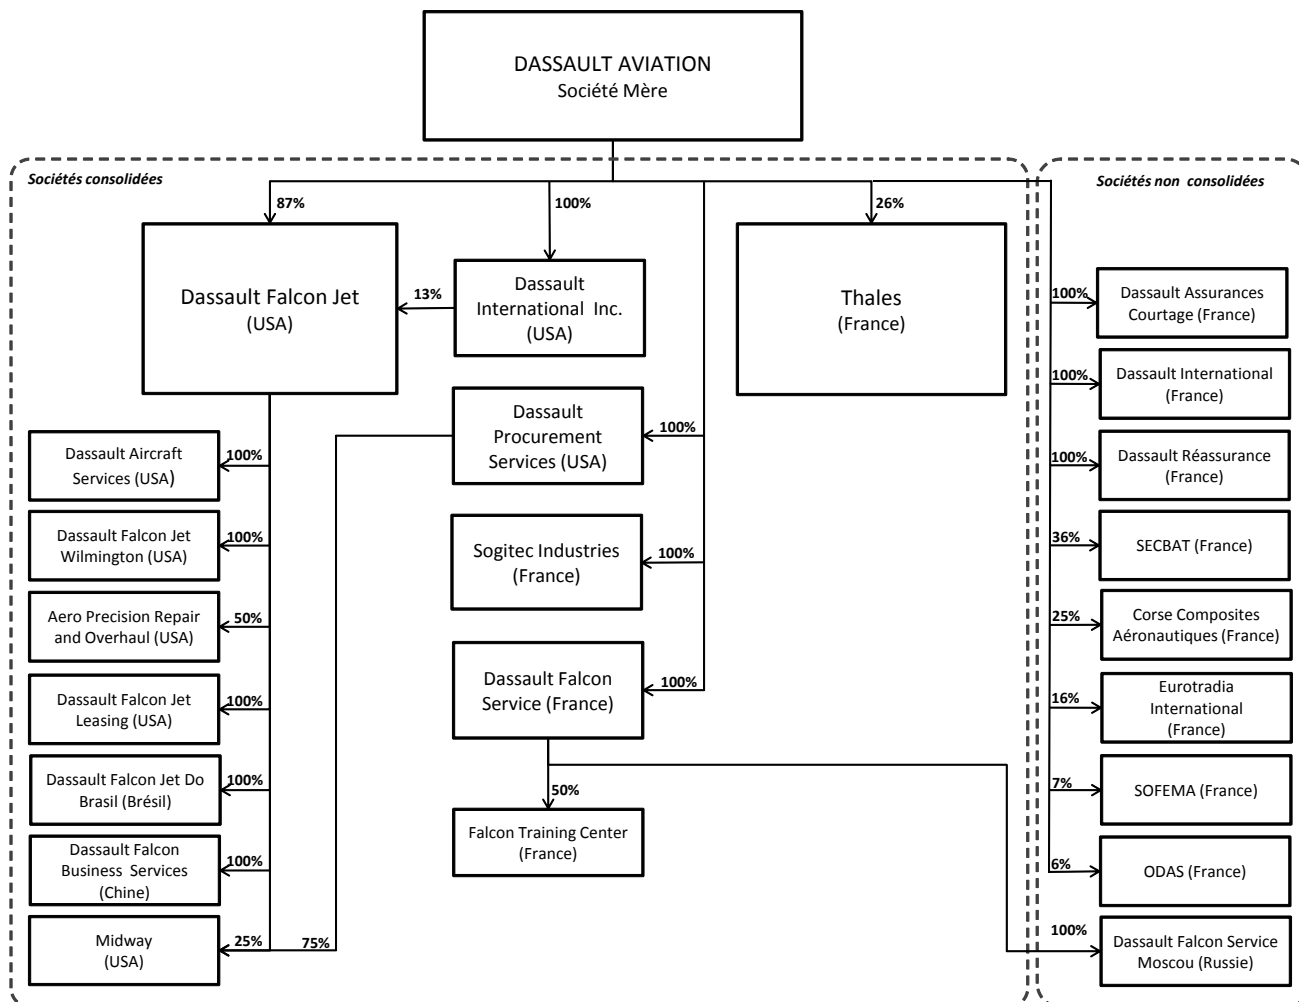 DASSAULT AVIATION
Société Mère
Sociétés consolidées
Sociétés non consolidées
87%
100%
26%
Dassault Falcon Jet
(USA)
13%
Dassault
International Inc.
(USA)
Thales
(France)
100%
Dassault Assurances
Courtage (France)
100%
Dassault International
(France)
Dassault
Procurement
Services (USA)
100%
Dassault Aircraft
Services (USA)
100%
100%
Dassault Réassurance
(France)
Dassault Falcon Jet
Wilmington (USA)
100%
Sogitec Industries
(France)
100%
36%
SECBAT (France)
Aero Precision Repair
and Overhaul (USA)
50%
25%
Corse Composites
Aéronautiques (France)
Dassault Falcon
Service (France)
100%
Dassault Falcon Jet
Leasing (USA)
100%
16%
Eurotradia
International
(France)
Dassault Falcon Jet Do
Brasil (Brésil)
100%
50%
7%
SOFEMA (France)
Falcon Training Center
(France)
Dassault Falcon
Business Services
(Chine)
100%
6%
ODAS (France)
Midway
(USA)
25%
75%
100%
Dassault Falcon Service
Moscou (Russie)